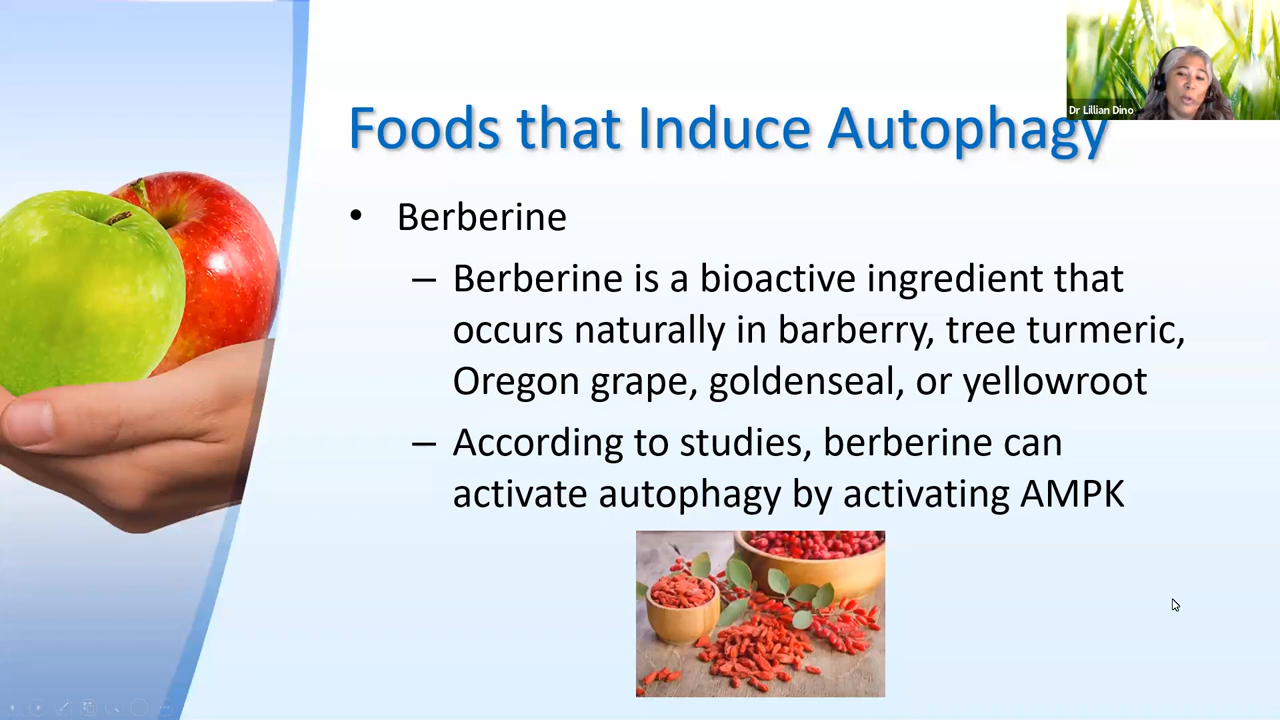 Dr Lillian Dino
Foods that Induce Autophagy
• Berberine
– Berberine is a bioactive ingredient that
occurs naturally in barberry, tree turmeric,
Oregon grape, goldenseal, or yellowroot
– According to studies, berberine can
activate autophagy by activating AMPK